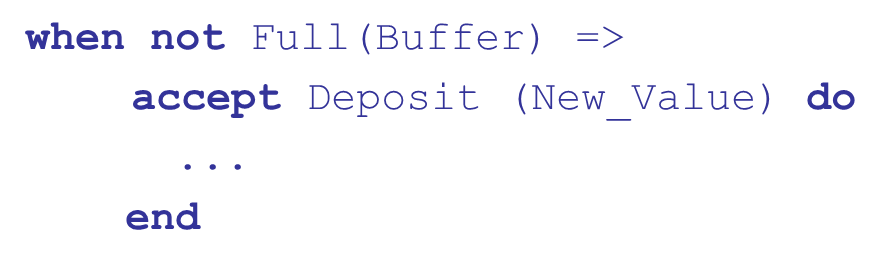 when not Full(Buffer) =>
accept Deposit (New_Value) do
...
end